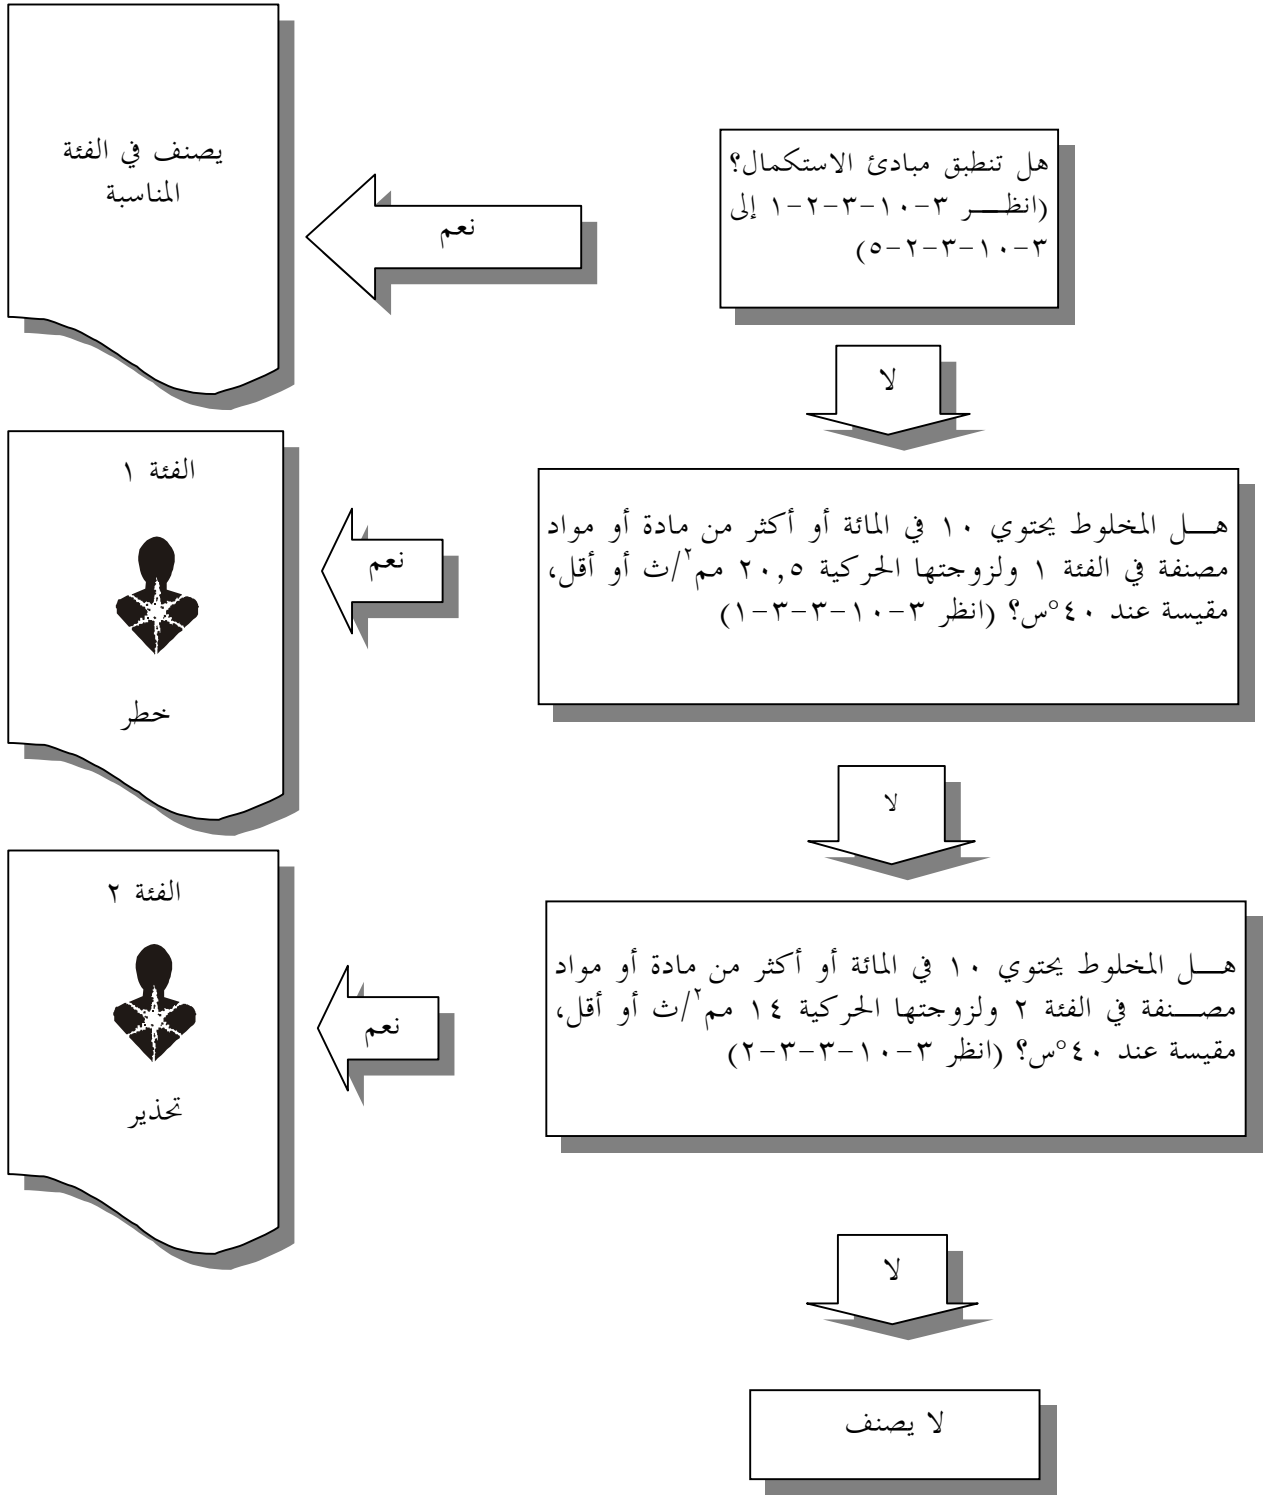 هل تنطبق مبادئ الاستكمال؟
(انظـــر ٣-١٠-٣-٢-١ إلى
٣-١٠-٣-٢-٥)
نعم
يصنف في الفئة
المناسبة
لا
هـــل المخلوط يحتوي ١٠ في المائة أو أكثر من مادة أو مواد
مصنفة في الفئة ١ ولزوجتها الحركية ٢٠,٥ مم٢/ث أو أقل،
مقيسة عند ٤٠°س؟ (انظر ٣-١٠-٣-٣-١)
نعم
الفئة ١
خطر
لا
هـــل المخلوط يحتوي ١٠ في المائة أو أكثر من مادة أو مواد
مصـــنفة في الفئة ٢ ولزوجتها الحركية ١٤ مم٢/ث أو أقل،
مقيسة عند ٤٠°س؟ (انظر ٣-١٠-٣-٣-٢)
نعم
الفئة ٢
تحذير
لا
لا يصنف